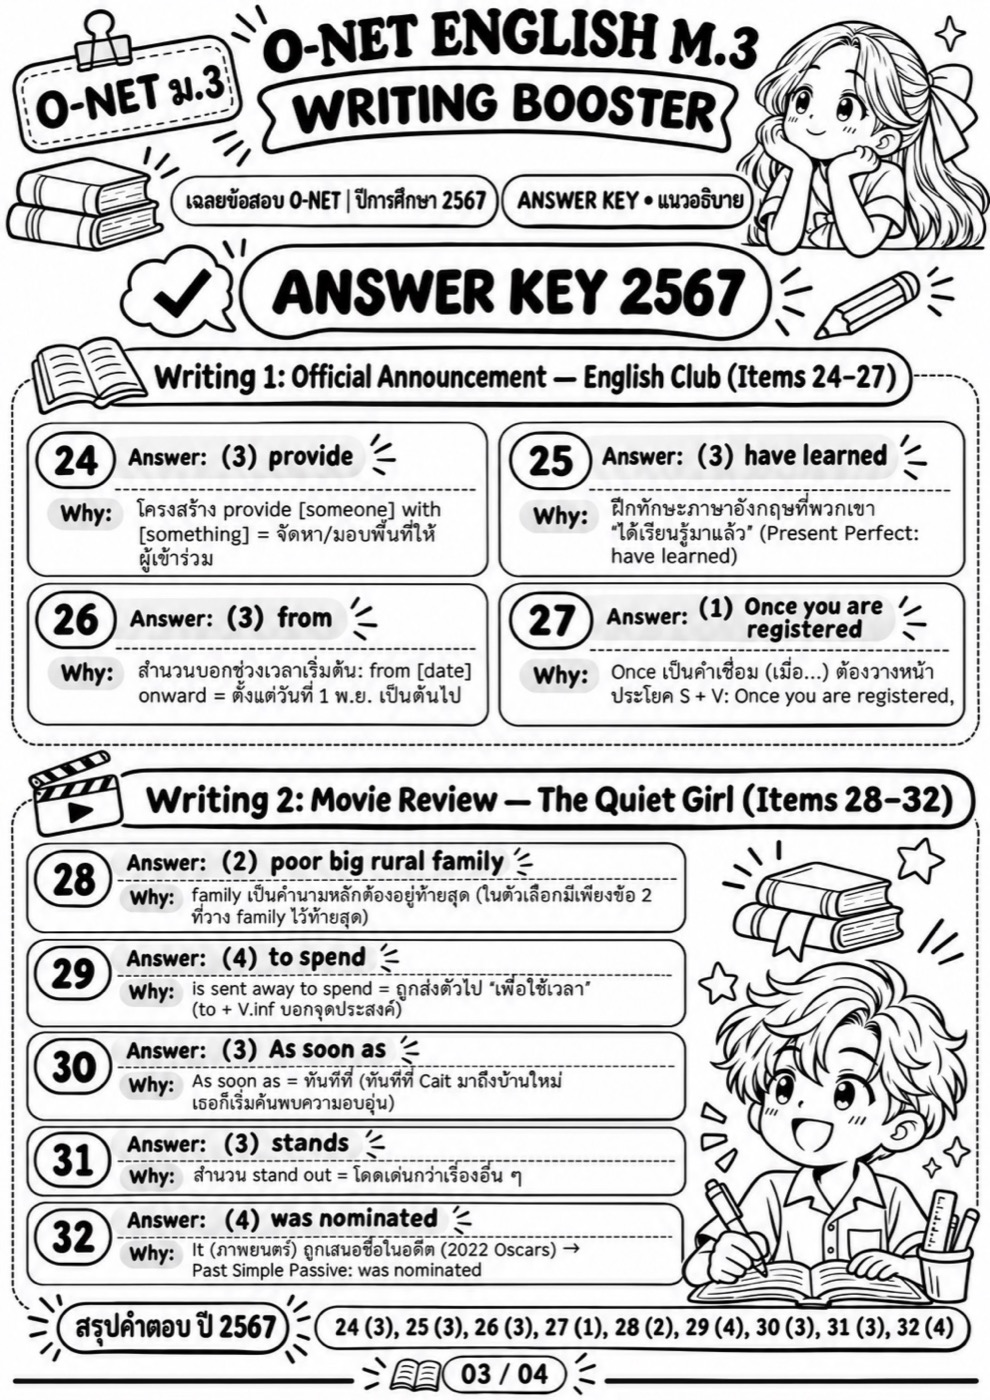 O-NET ม.3
O-NET ENGLISH M.3
WRITING BOOSTER
เฉลยข้อสอบ O-NET | ปีการศึกษา 2567
ANSWER KEY • แนวอธิบาย
ANSWER KEY 2567
Writing 1: Official Announcement — English Club (Items 24–27)
24 Answer: (3) provide
Why: โครงสร้าง provide [someone] with
[something] = จัดหา/มอบพื้นที่ให้
ผู้เข้าร่วม
25 Answer: (3) have learned
Why: ฝึกทักษะภาษาอังกฤษที่พวกเขา
“ได้เรียนรู้มาแล้ว” (Present Perfect:
have learned)
26 Answer: (3) from
Why: สำนวนบอกช่วงเวลาเริ่มต้น: from [date]
onward = ตั้งแต่วันที่ 1 พ.ย. เป็นต้นไป
27 Answer: (1) Once you are
registered
Why: Once เป็นคำเชื่อม (เมื่อ...) ต้องวางหน้า
ประโยค S + V: Once you are registered,
Writing 2: Movie Review — The Quiet Girl (Items 28–32)
28 Answer: (2) poor big rural family
Why: family เป็นคำนามหลักต้องอยู่ท้ายสุด (ในตัวเลือกมีเพียงข้อ 2
ที่วาง family ไว้ท้ายสุด)
29 Answer: (4) to spend
Why: is sent away to spend = ถูกส่งตัวไป “เพื่อใช้เวลา”
(to + V.inf บอกจุดประสงค์)
30 Answer: (3) As soon as
Why: As soon as = ทันทีที่ (ทันทีที่ Cait มาถึงบ้านใหม่
เธอก็เริ่มค้นพบความอบอุ่น)
31 Answer: (3) stands
Why: สำนวน stand out = โดดเด่นกว่าเรื่องอื่น ๆ
32 Answer: (4) was nominated
Why: It (ภาพยนตร์) ถูกเสนอชื่อในอดีต (2022 Oscars) →
Past Simple Passive: was nominated
สรุปคำตอบ ปี 2567
24 (3), 25 (3), 26 (3), 27 (1), 28 (2), 29 (4), 30 (3), 31 (3), 32 (4)
03 / 04